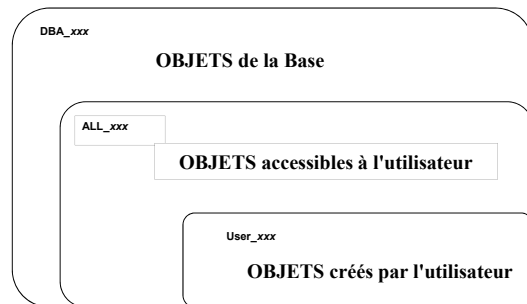 DBA_xxx
OBJETS de la Base
ALL_xxx
OBJETS accessibles à l'utilisateur
User_xxx
OBJETS créés par l'utilisateur